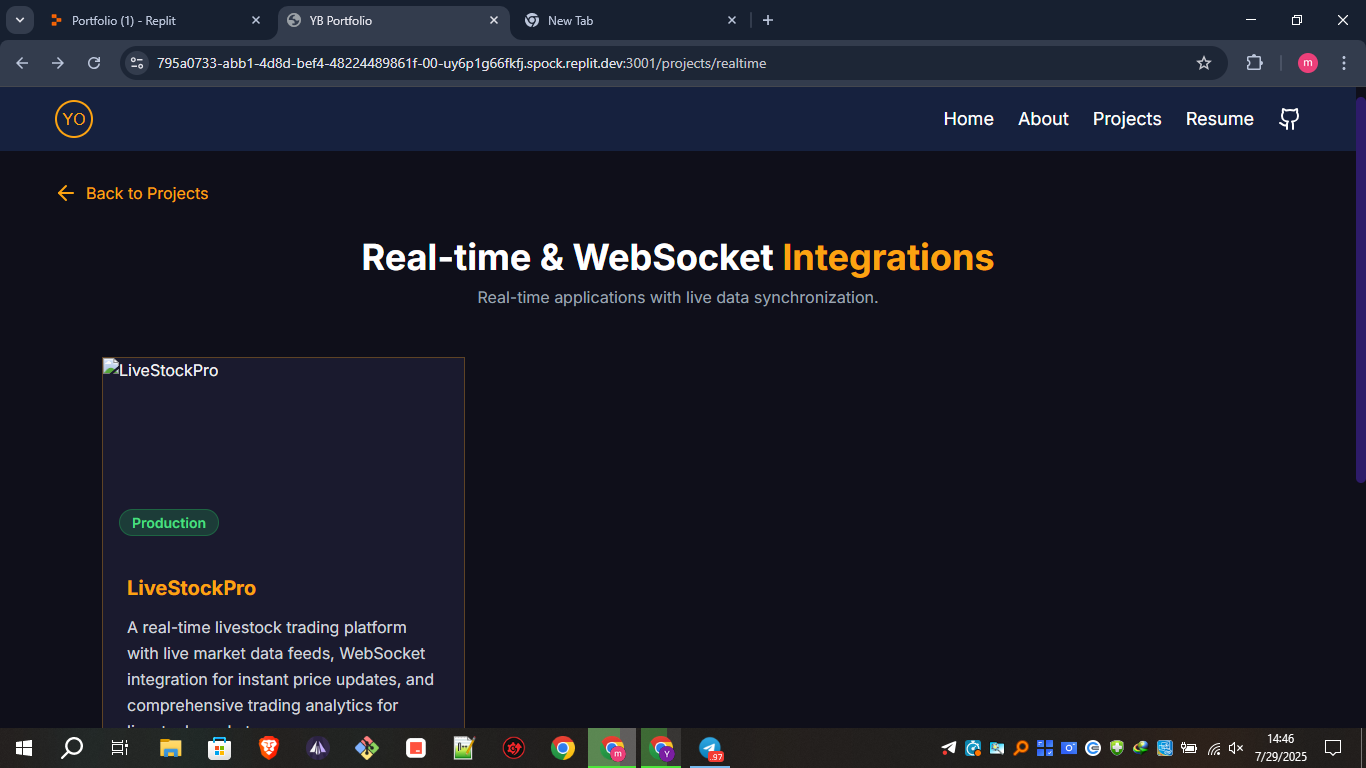 Portfolio (1) - Replit
YB Portfolio
New Tab
795a0733-abb1-4d8d-bef4-48224489861f-00-uy6p1g66fkfj.spock.replit.dev:3001/projects/realtime
m
YO
Home
About
Projects
Resume
Back to Projects
Real-time & WebSocket Integrations
Real-time applications with live data synchronization.
LiveStockPro
Production
LiveStockPro
A real-time livestock trading platform
with live market data feeds, WebSocket
integration for instant price updates, and
comprehensive trading analytics for
m
Y
97
14:46
7/29/2025